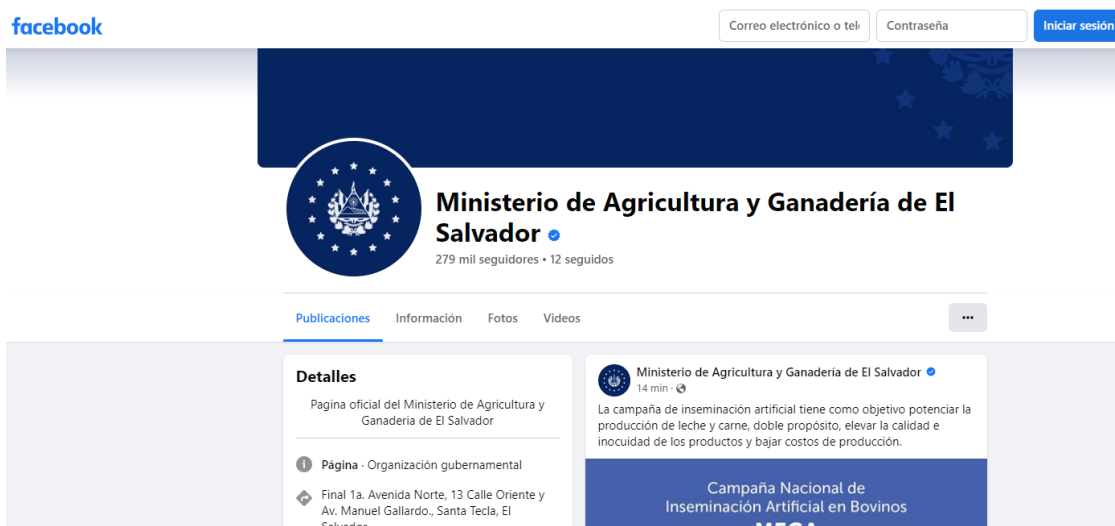 facebook
Correo electrónico o tel
Contraseña
Iniciar sesión
Ministerio de Agricultura y Ganadería de El
Salvador
279 mil seguidores • 12 seguidos
Publicaciones
Información
Fotos
Videos
Detalles
Pagina oficial del Ministerio de Agricultura y
Ganaderia de El Salvador
Página · Organización gubernamental
Final 1a. Avenida Norte, 13 Calle Oriente y
Av. Manuel Gallardo., Santa Tecla, El
Salvador
Ministerio de Agricultura y Ganadería de El Salvador
14 min ·
La campaña de inseminación artificial tiene como objetivo potenciar la
producción de leche y carne, doble propósito, elevar la calidad e
inocuidad de los productos y bajar costos de producción.
Campaña Nacional de
Inseminación Artificial en Bovinos
MEGA